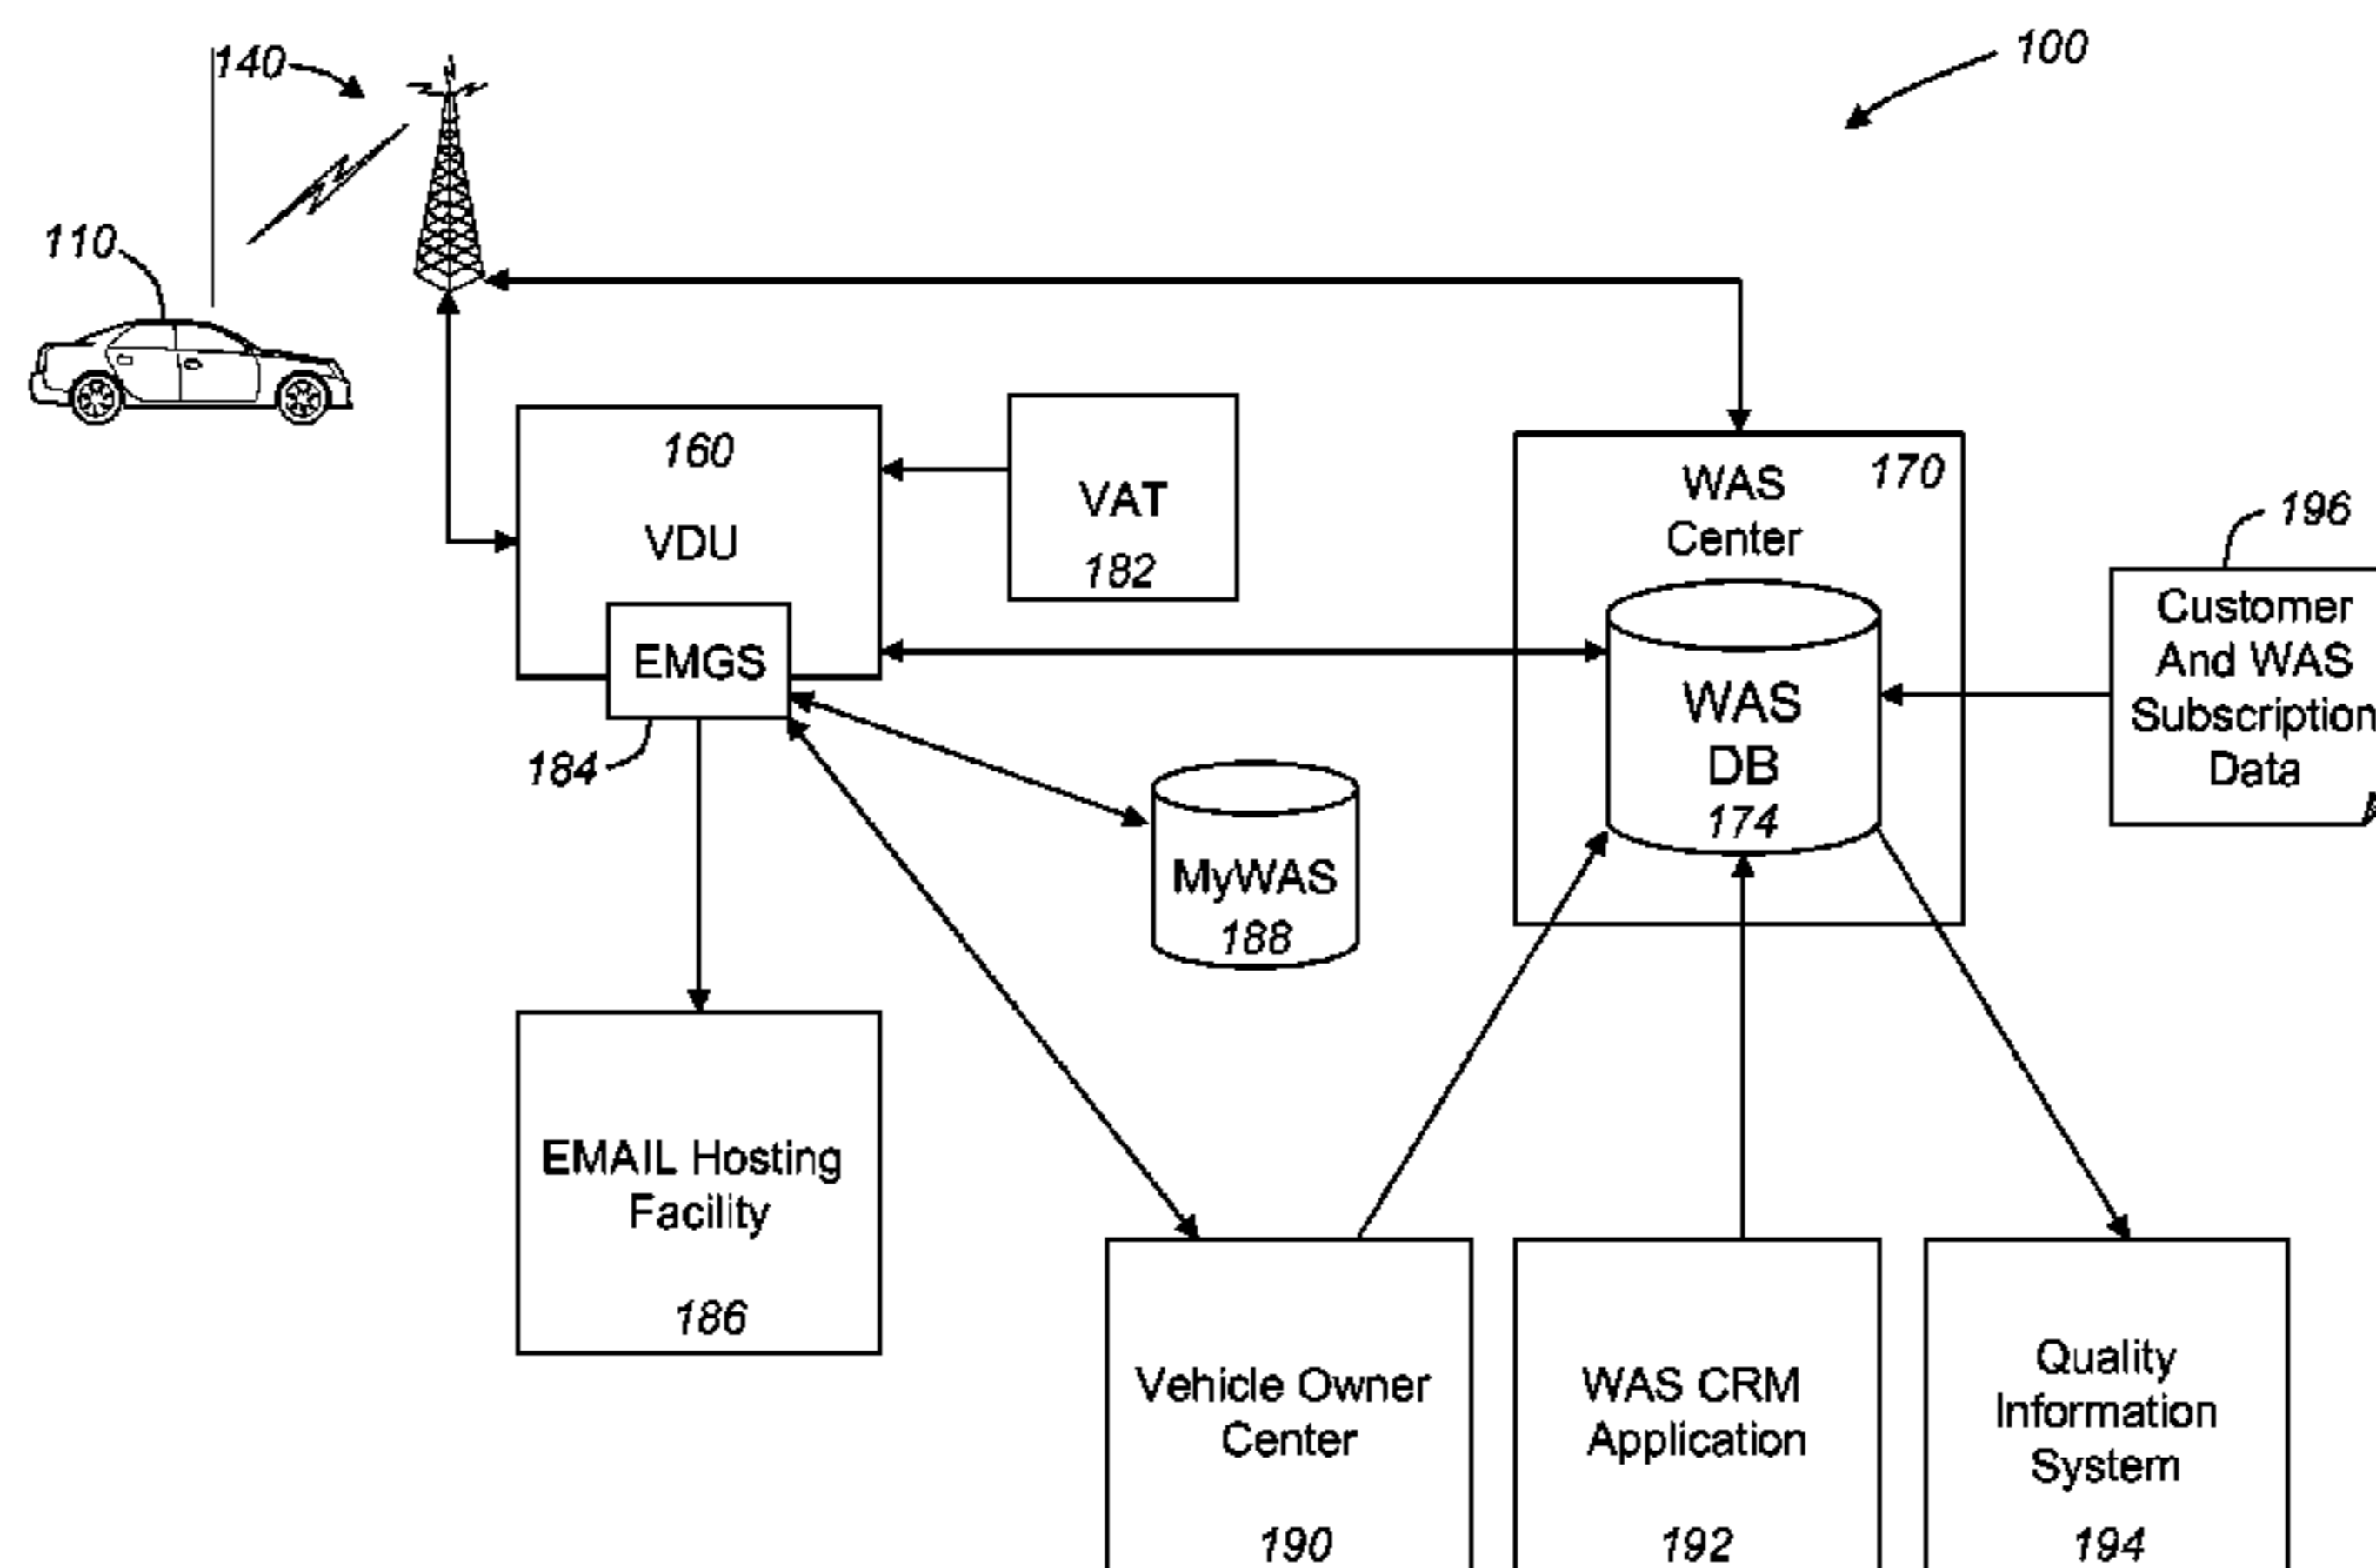 140
100
110
160
VDU
VAT
182
WAS
Center
170
196
Customer
And WAS
Subscription
Data
EMGS
184
WAS
DB
174
MyWAS
188
EMAIL Hosting
Facility
186
Vehicle Owner
Center
190
WAS CRM
Application
192
Quality
Information
System
194